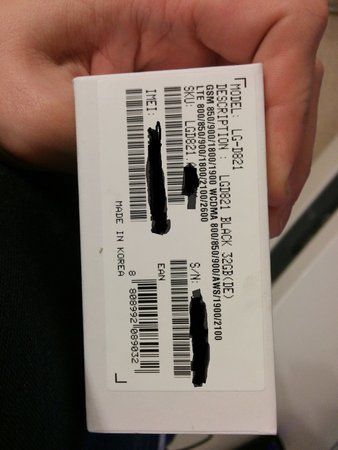 MODEL: LG-D821
DESCRIPTION : LGD821 BLACK 32GB(DE)
GSM 850/900/1800/1900 WCDMA 800/850/900/AWS/1900/2100
LTE 800/850/900/1800/2100/2600
SKU: LGD821.
S/N:
IMEI:
EAN
8 808992 089032
MADE IN KOREA